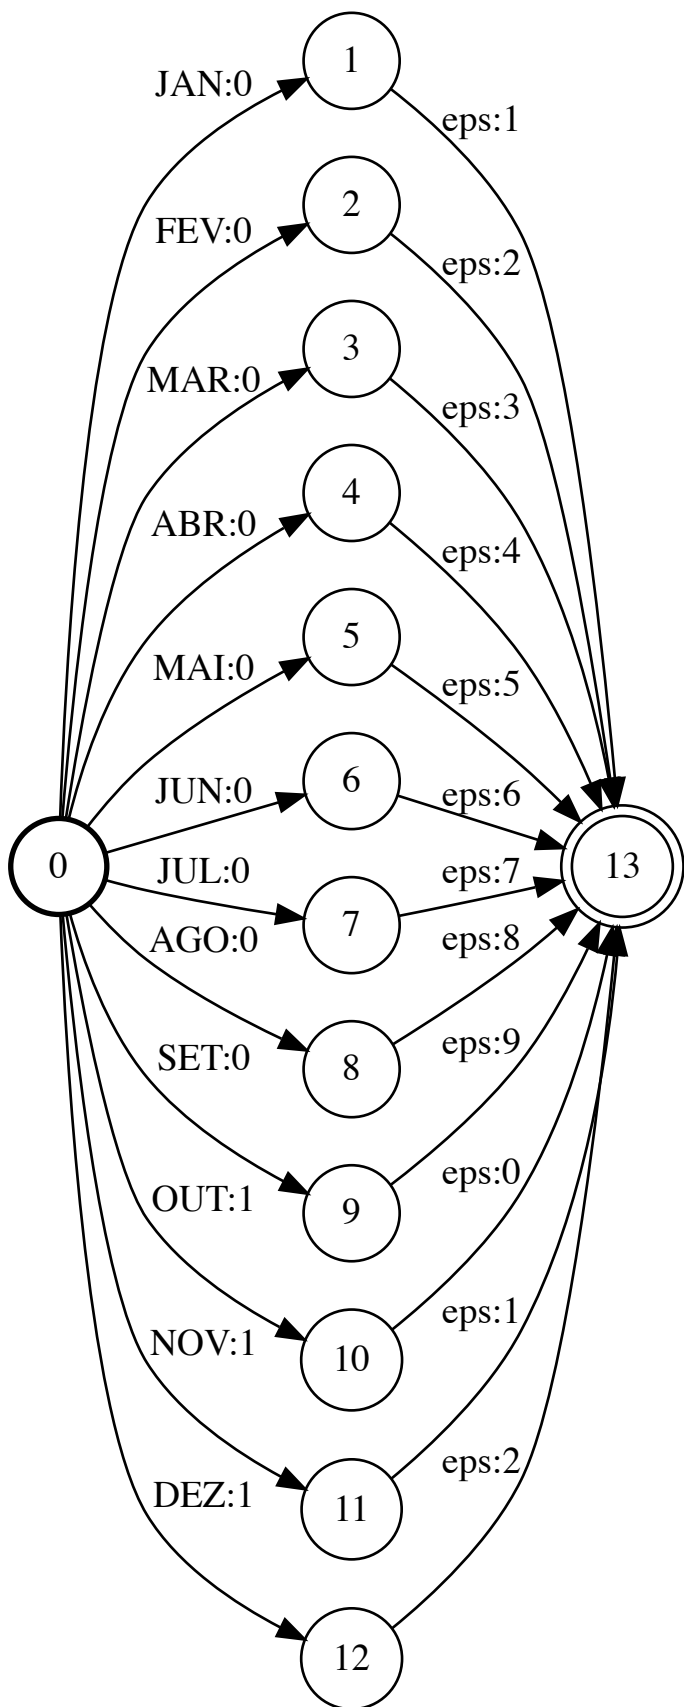 1
JAN:0
eps:1
2
FEV:0
eps:2
3
MAR:0
eps:3
4
ABR:0
eps:4
5
MAI:0
eps:5
6
JUN:0
eps:6
0
13
JUL:0
eps:7
7
AGO:0
eps:8
8
SET:0
eps:9
9
OUT:1
eps:0
10
NOV:1
eps:1
11
DEZ:1
eps:2
12